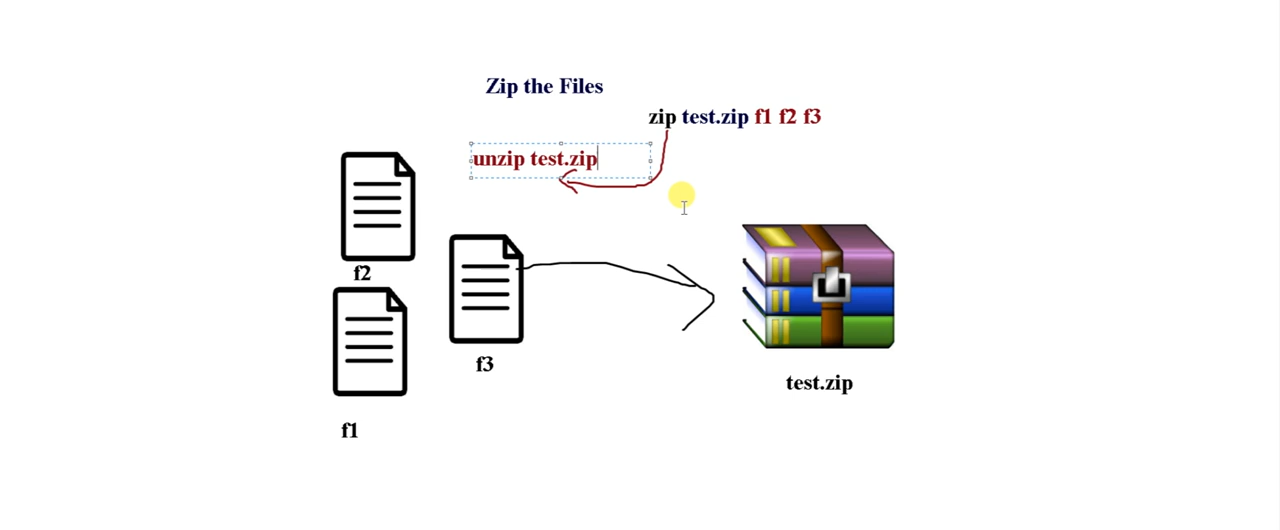 Zip the Files
zip test.zip f1 f2 f3
unzip test.zip
f2
f3
test.zip
f1